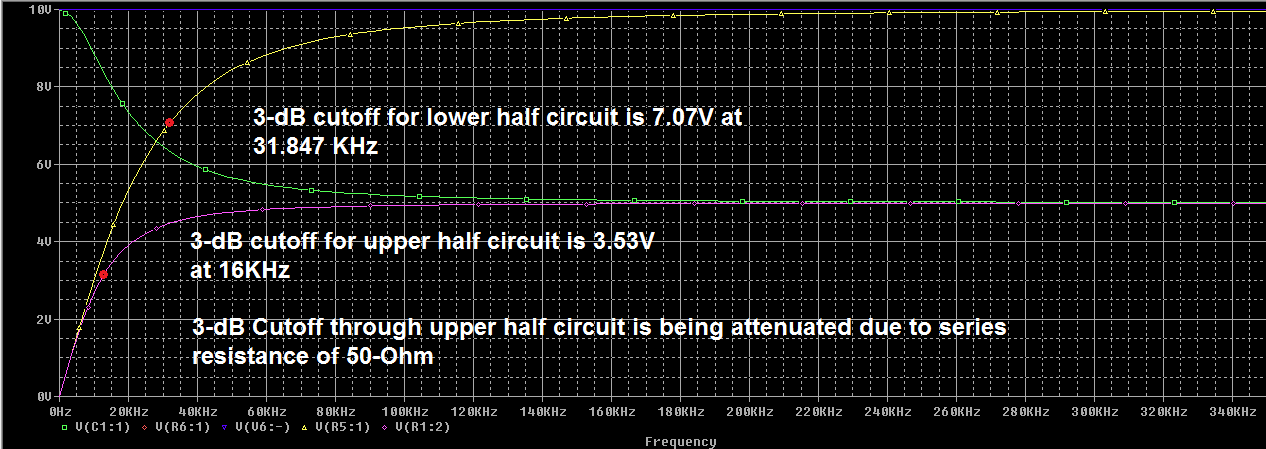 10V
8V
6V
4V
2V
0V
3-dB cutoff for lower half circuit is 7.07V at
31.847 KHz
3-dB cutoff for upper half circuit is 3.53V
at 16KHz
3-dB Cutoff through upper half circuit is being attenuated due to series
resistance of 50-Ohm
0Hz 20KHz 40KHz 60KHz 80KHz 100KHz 120KHz 140KHz 160KHz 180KHz 200KHz 220KHz 240KHz 260KHz 280KHz 300KHz 320KHz 340KHz
V(C1:1) V(R6:1) V(V6:-) V(R5:1) V(R1:2)
Frequency